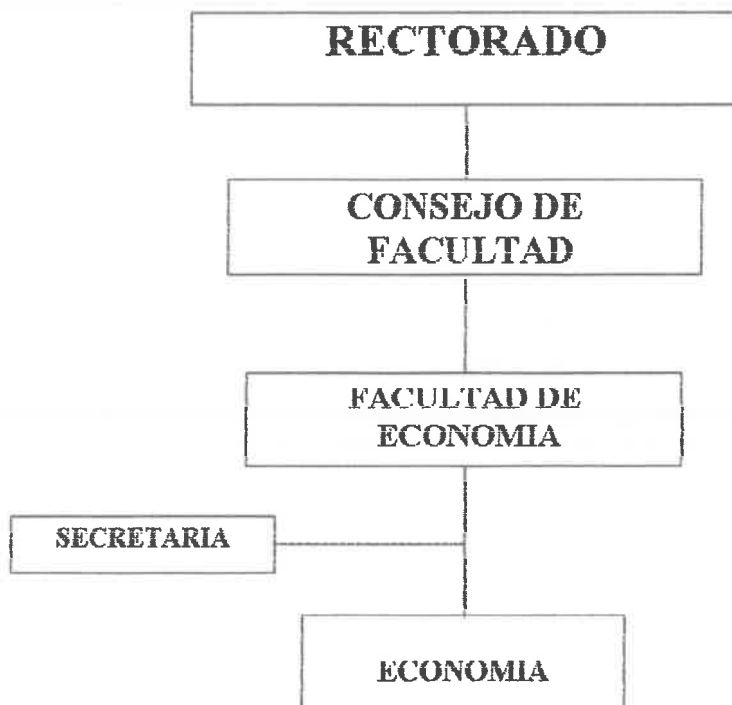 RECTORADO
CONSEJO DE
FACULTAD
FACULTAD DE
ECONOMIA
SECRETARIA
ECONOMIA